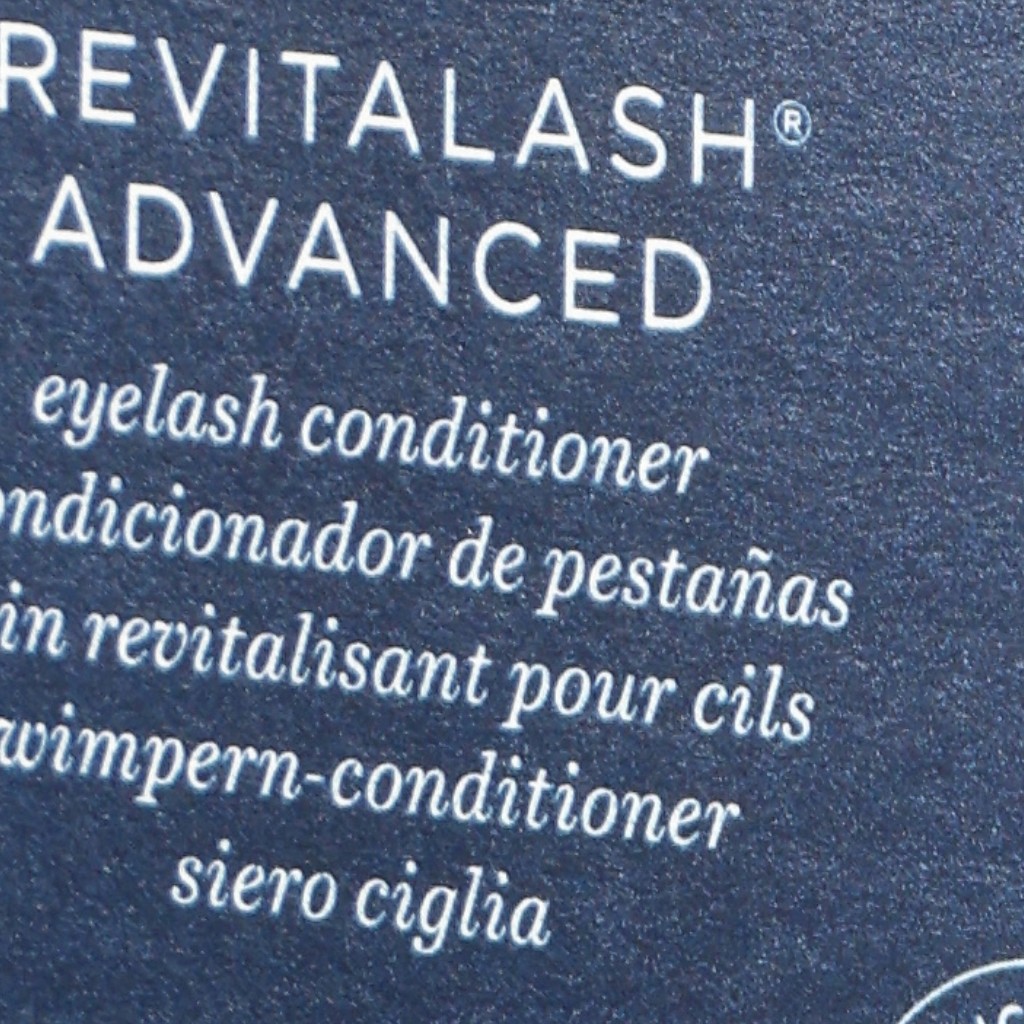 REVITALASH®
ADVANCED
eyelash conditioner
ondicionador de pestañas
in revitalisant pour cils
wimpern-conditioner
siero ciglia